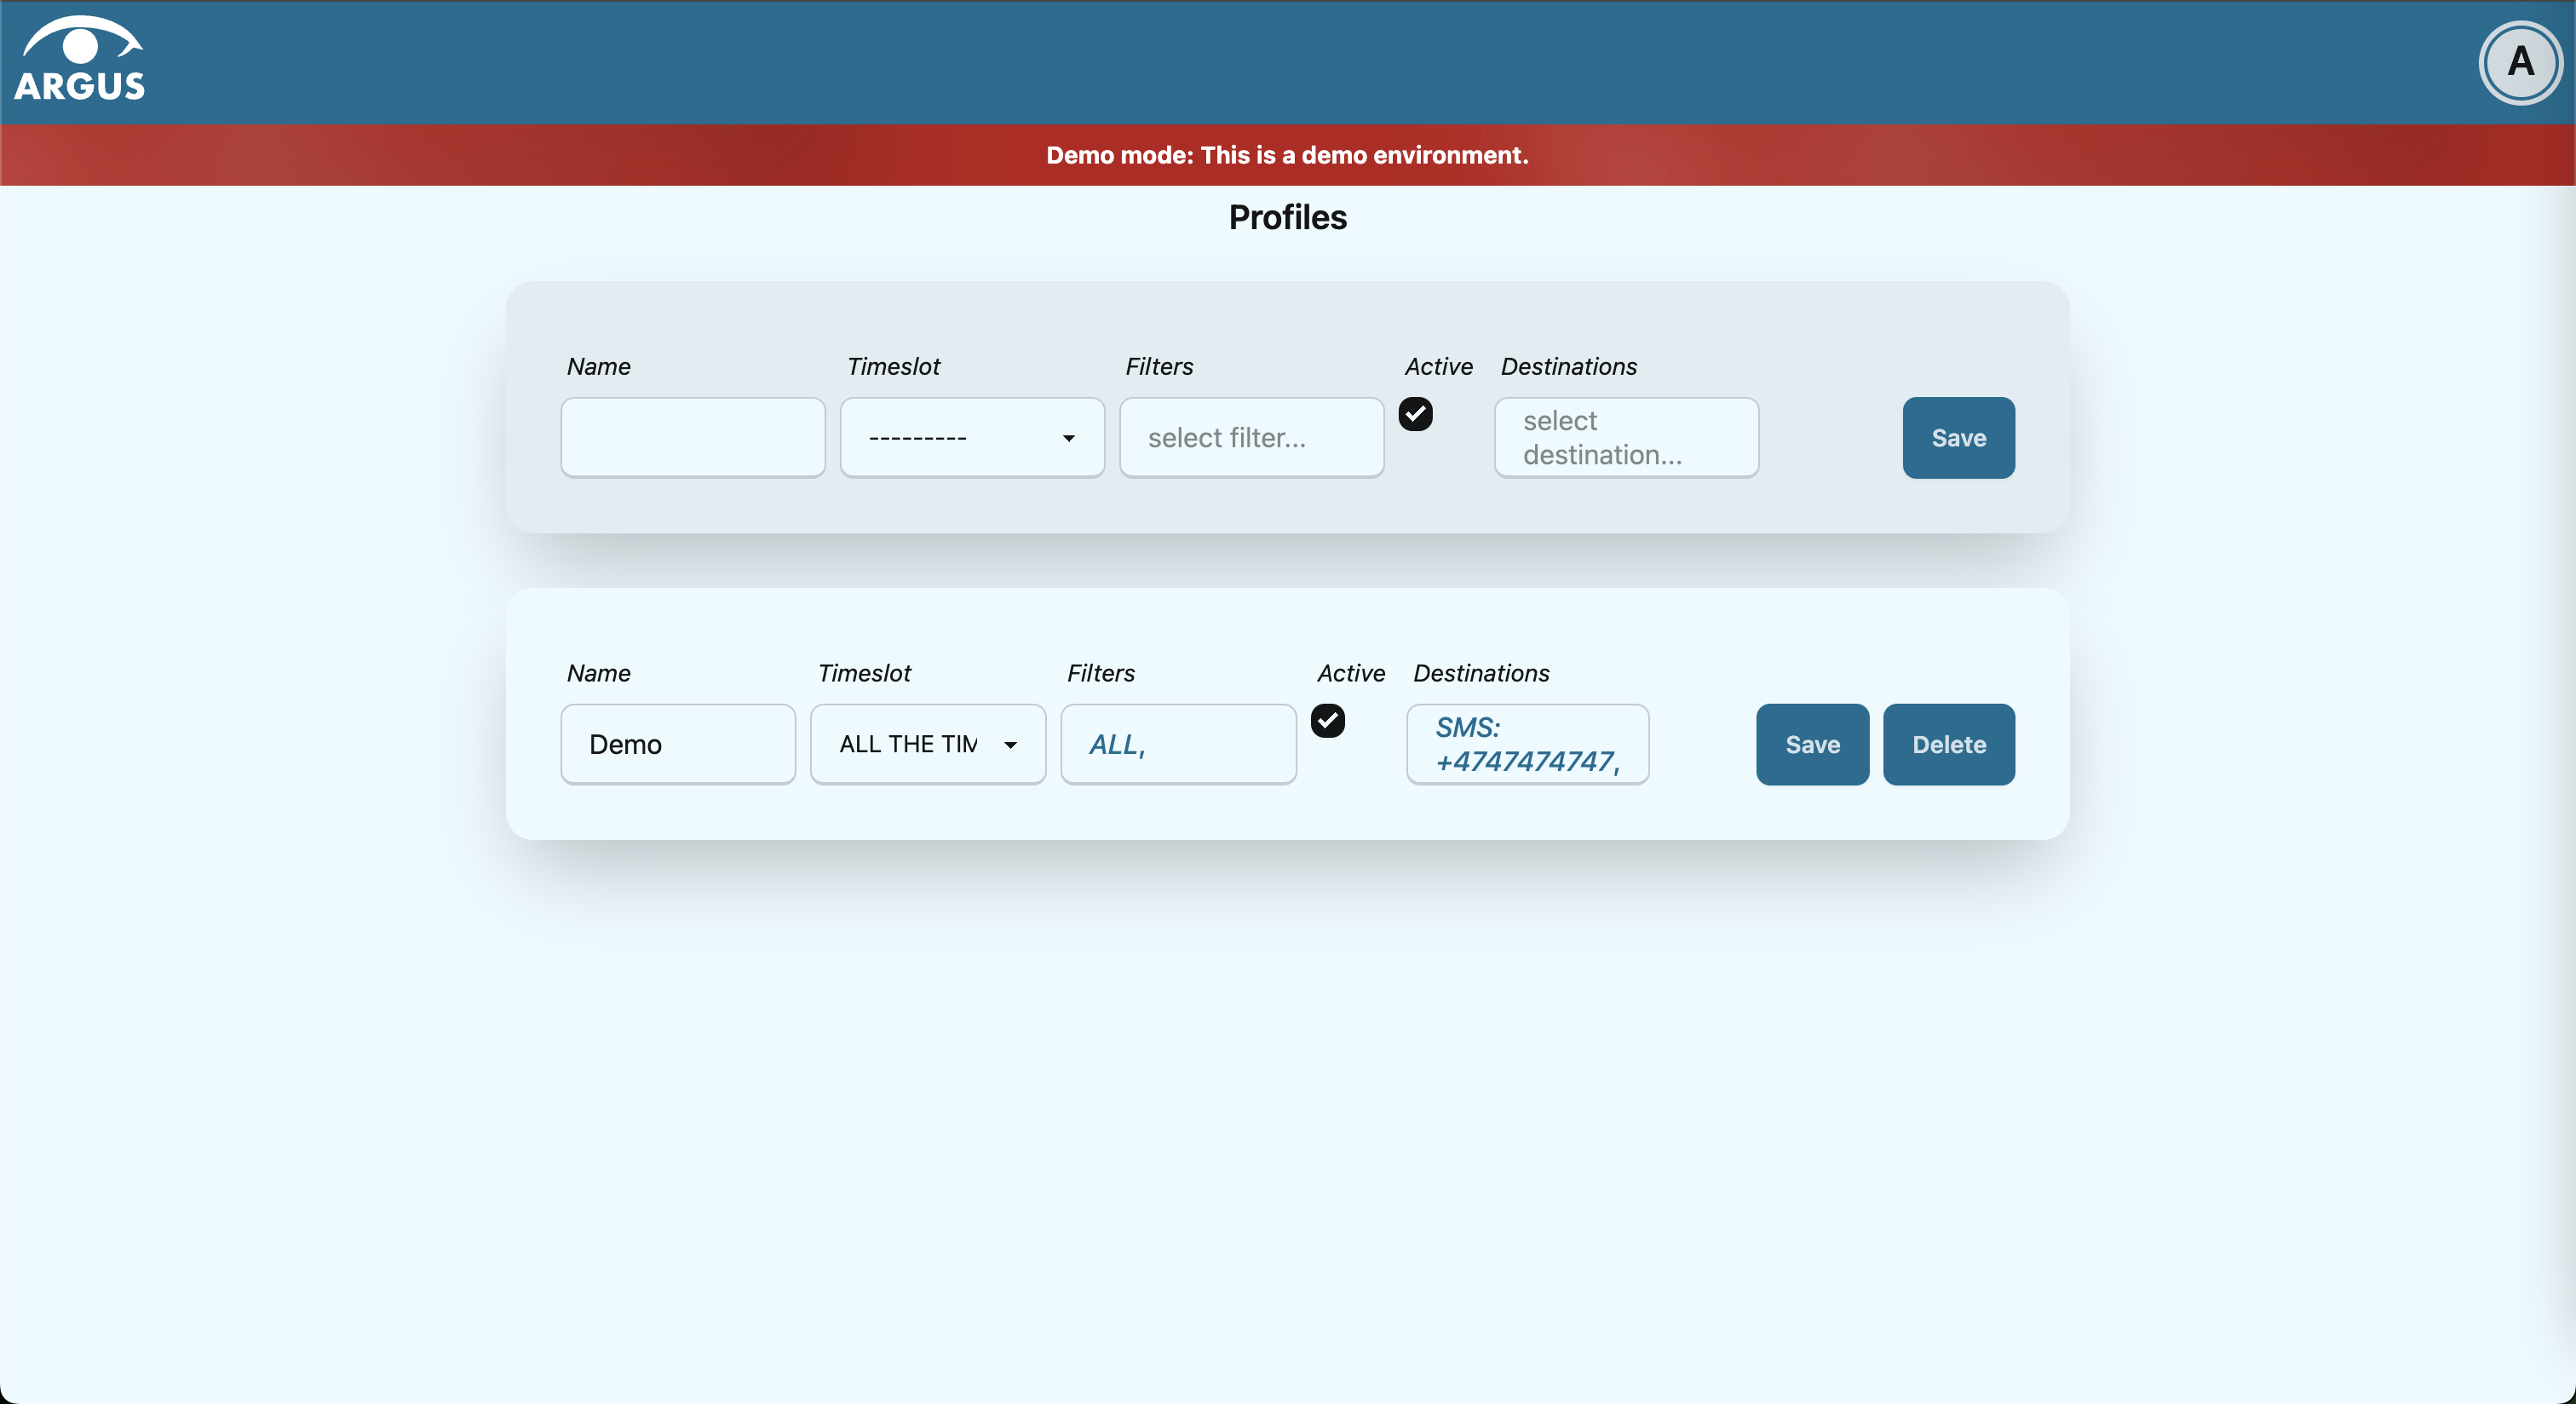 ARGUS
A
Demo mode: This is a demo environment.
Profiles
Name Timeslot Filters Active Destinations
--------- select filter... select
destination... Save
Name Timeslot Filters Active Destinations
Demo ALL THE TIM ALL, SMS:
+4747474747, Save Delete